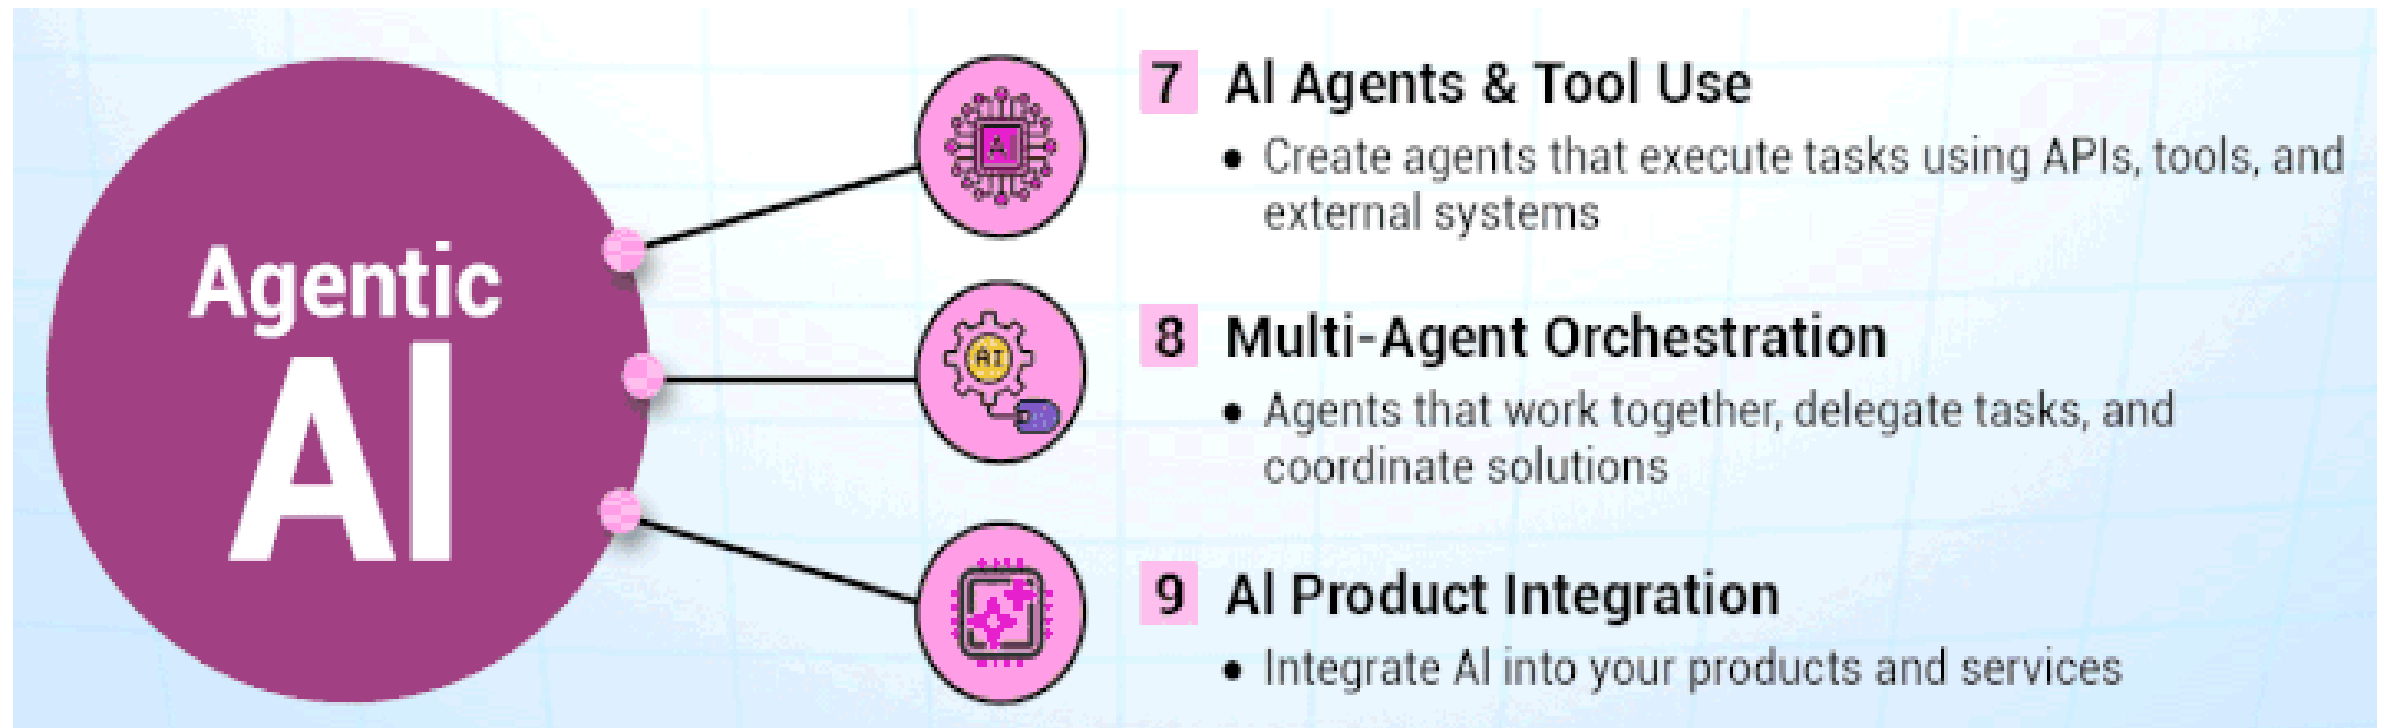 Agentic
AI
7 AI Agents & Tool Use
• Create agents that execute tasks using APIs, tools, and
external systems
8 Multi-Agent Orchestration
• Agents that work together, delegate tasks, and
coordinate solutions
9 AI Product Integration
• Integrate AI into your products and services
AI
AI